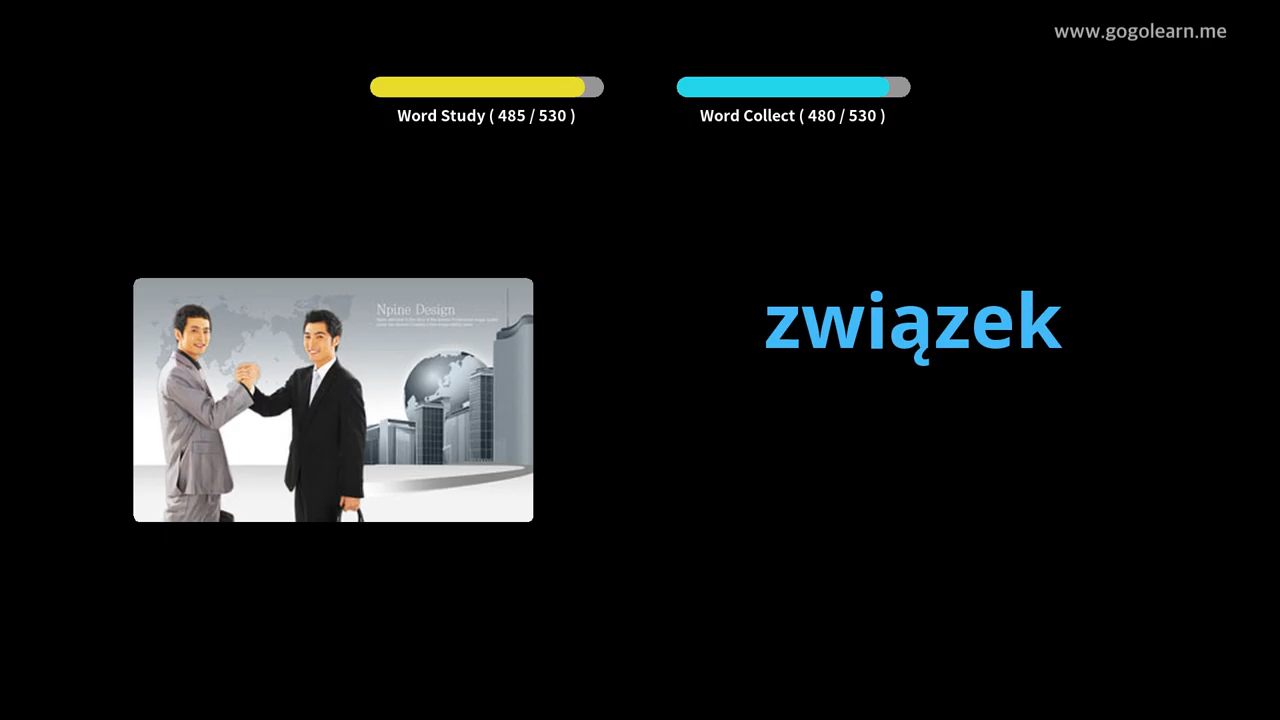 www.gogolearn.me
Word Study ( 485 / 530 )
Word Collect ( 480 / 530 )
Npine Design
związek